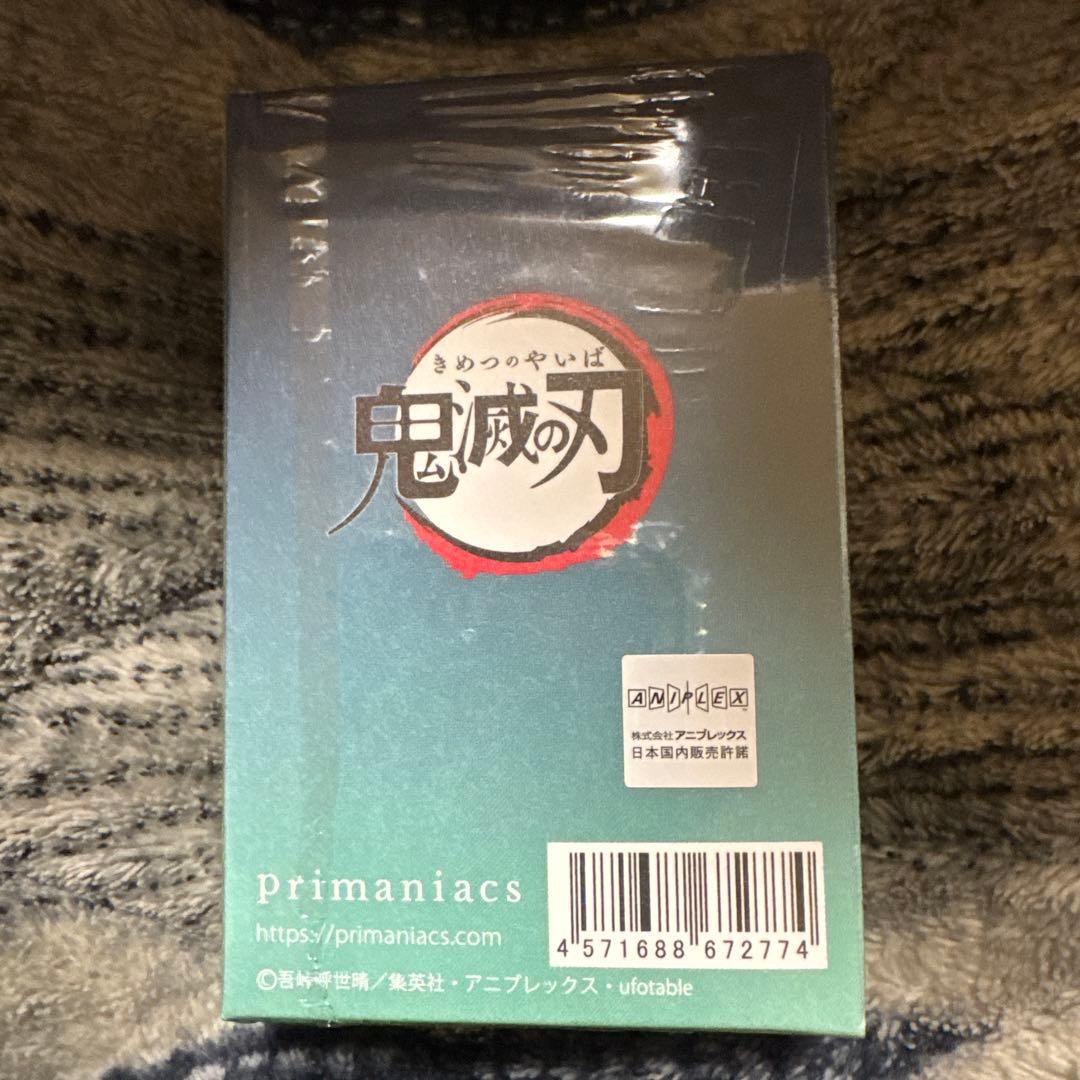 きめつのやいば
鬼滅の刃
ANIPLEX
株式会社アニプレックス
日本国内販売許諾
primaniacs
https://primaniacs.com
4 571688 672774
©吾峠呼世晴／集英社・アニプレックス・ufotable